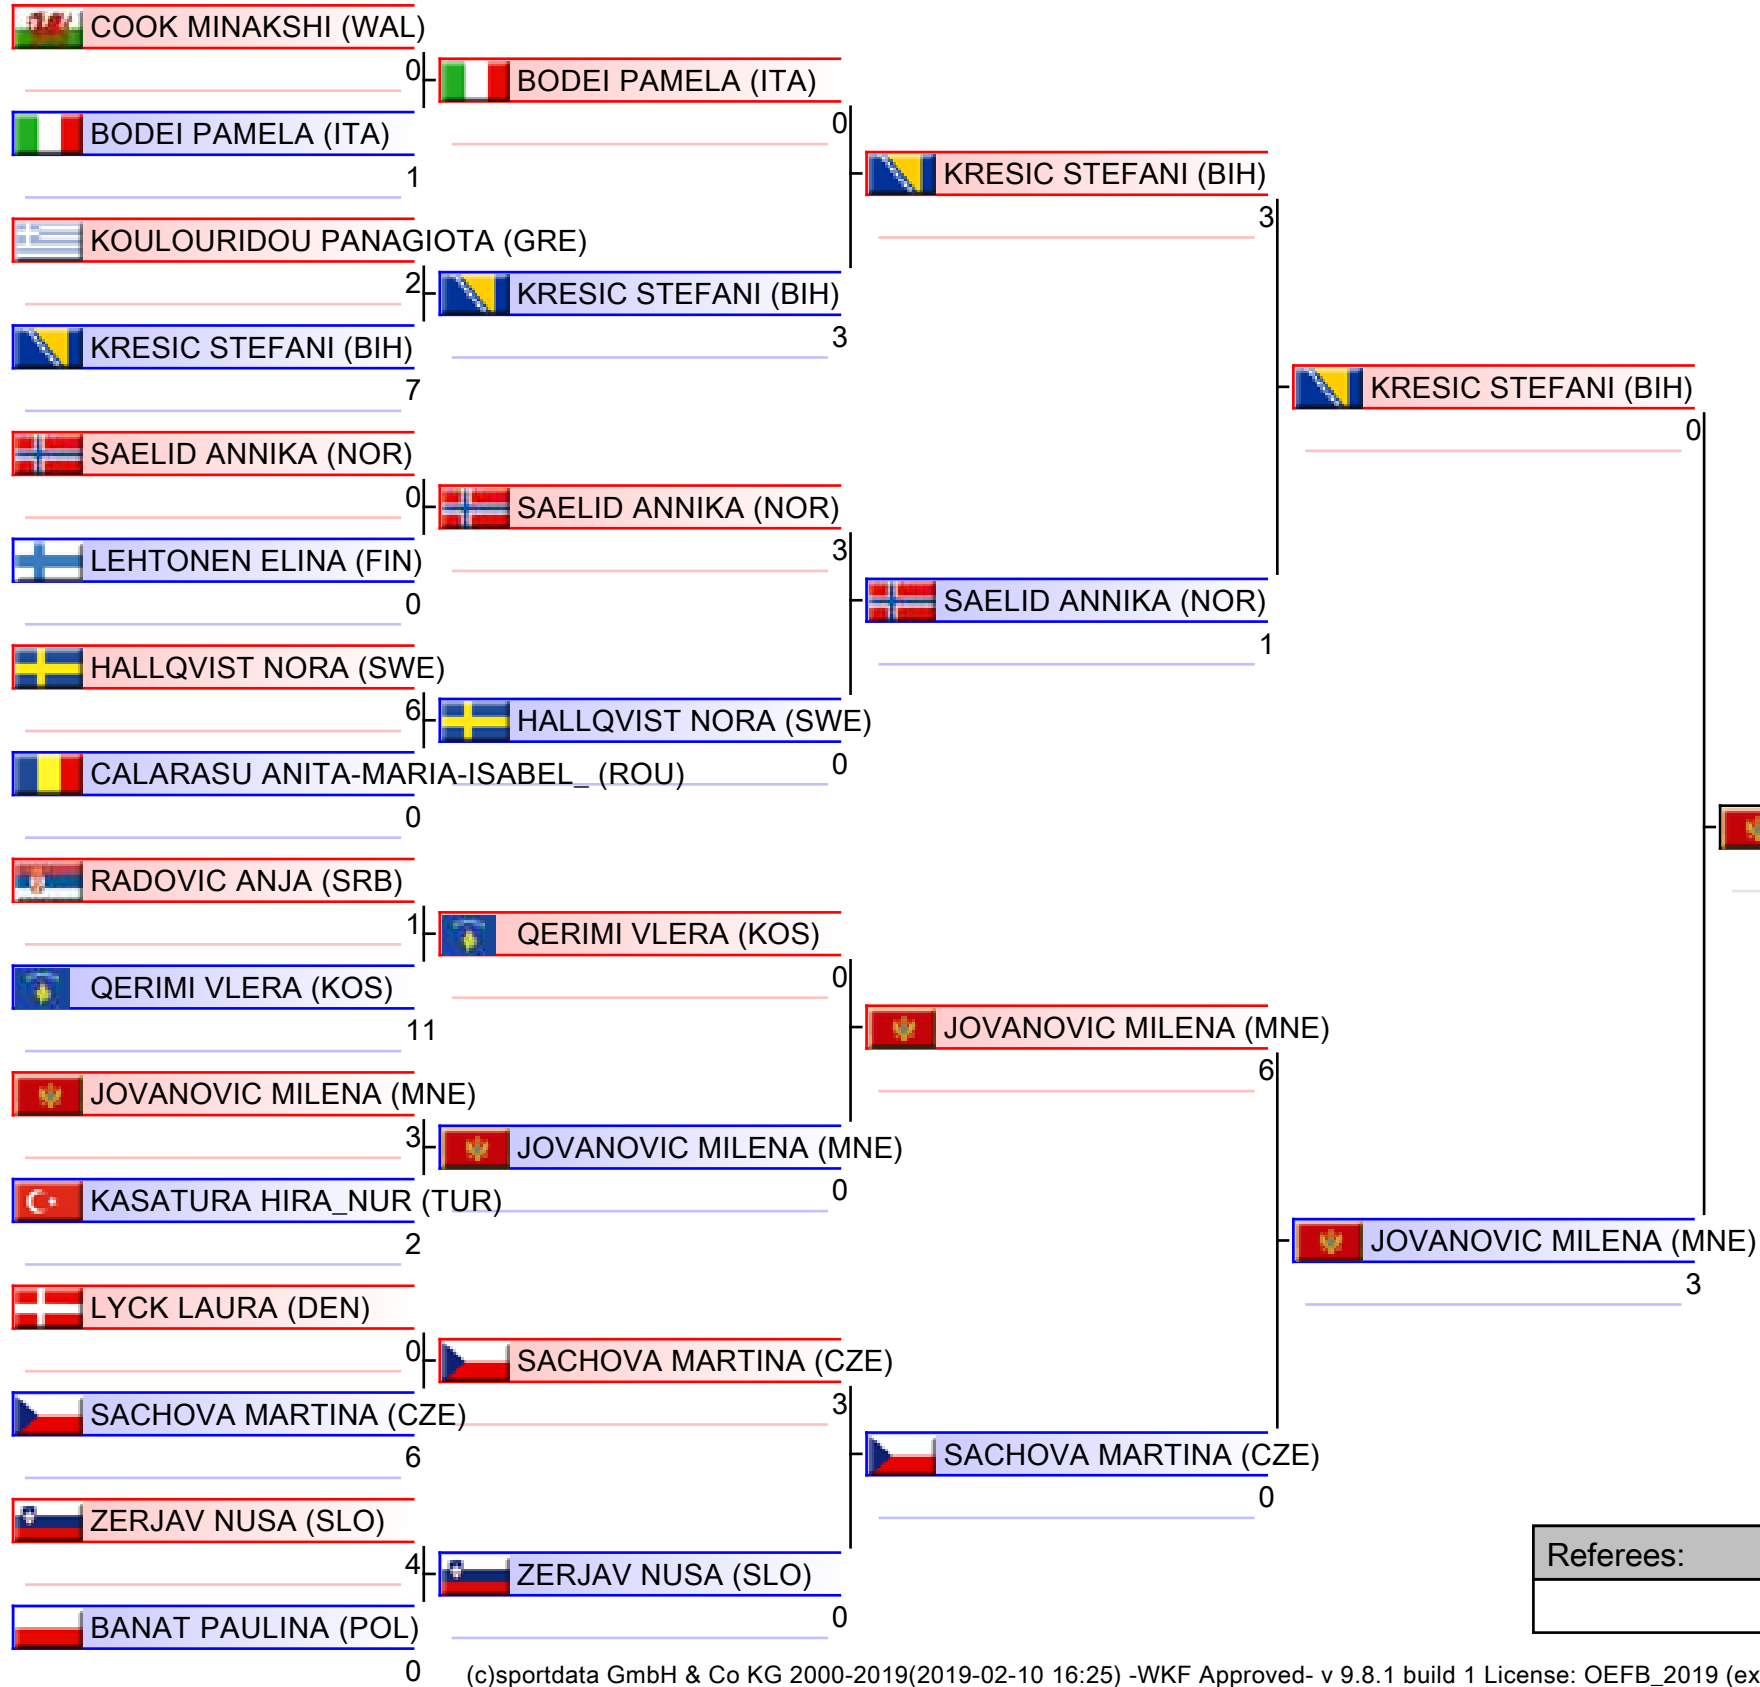 COOK MINAKSHI (WAL)
0
BODEI PAMELA (ITA)
1
KOULOURIDOU PANAGIOTA (GRE)
2
KRESIC STEFANI (BIH)
7
SAELID ANNIKA (NOR)
0
LEHTONEN ELINA (FIN)
0
HALLQVIST NORA (SWE)
6
CALARASU ANITA-MARIA-ISABEL_ (ROU)
0
RADOVIC ANJA (SRB)
1
QERIMI VLERA (KOS)
11
JOVANOVIC MILENA (MNE)
3
KASATURA HIRA_NUR (TUR)
2
LYCK LAURA (DEN)
0
SACHOVA MARTINA (CZE)
6
ZERJAV NUSA (SLO)
4
BANAT PAULINA (POL)
0
BODEI PAMELA (ITA)
0
KRESIC STEFANI (BIH)
3
SAELID ANNIKA (NOR)
3
HALLQVIST NORA (SWE)
0
QERIMI VLERA (KOS)
0
JOVANOVIC MILENA (MNE)
0
SACHOVA MARTINA (CZE)
3
ZERJAV NUSA (SLO)
0
KRESIC STEFANI (BIH)
3
SAELID ANNIKA (NOR)
1
JOVANOVIC MILENA (MNE)
6
SACHOVA MARTINA (CZE)
0
KRESIC STEFANI (BIH)
0
JOVANOVIC MILENA (MNE)
3
Referees:
(c)sportdata GmbH & Co KG 2000-2019(2019-02-10 16:25) -WKF Approved- v 9.8.1 build 1 License: OEFB_2019 (ex